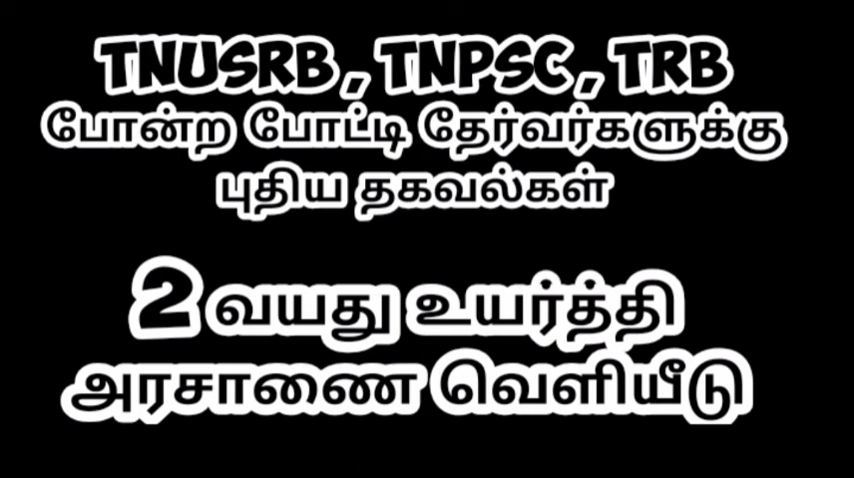 TNUSRB , TNPSC , TRB
போன்ற போட்டி தேர்வர்களுக்கு
புதிய தகவல்கள்
2 வயது உயர்த்தி
அரசாணை வெளியீடு